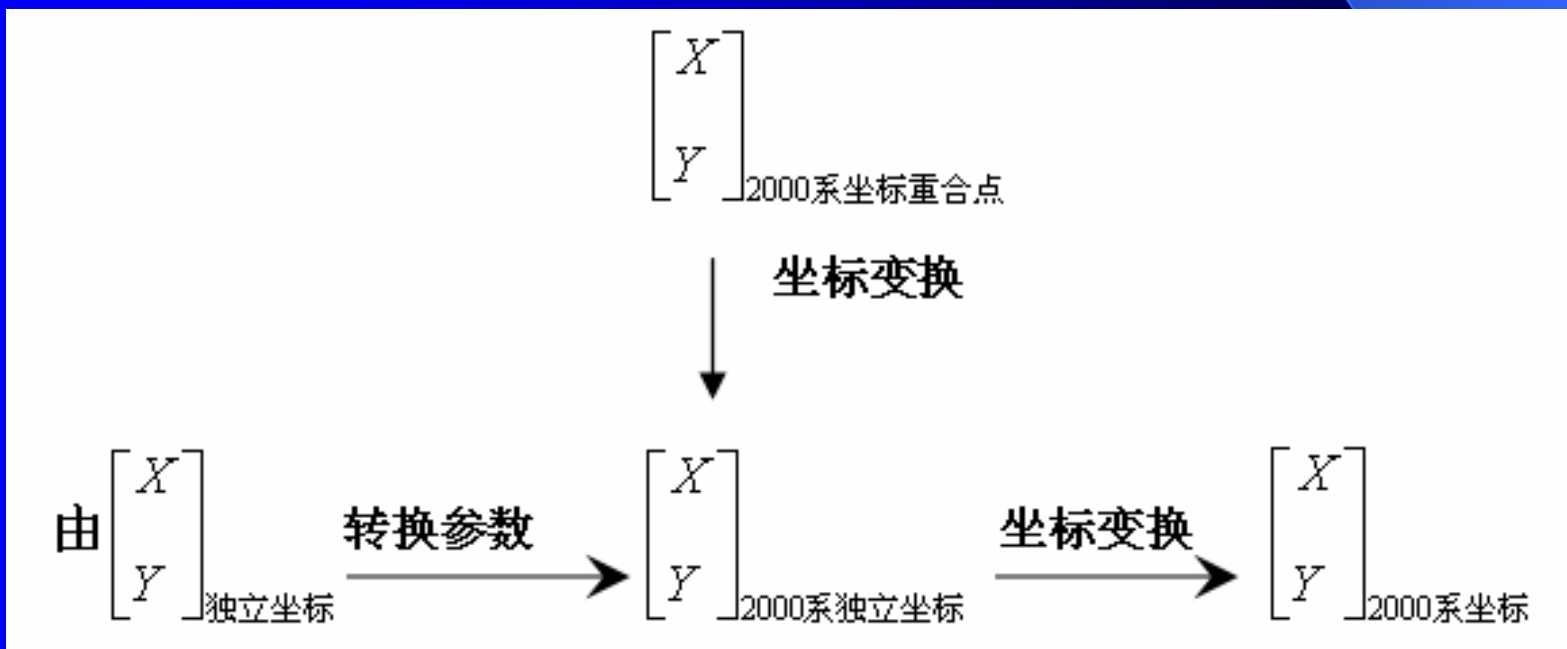 X
Y 2000系坐标重合点
坐标变换
由 X 转换参数 X 坐标变换 X
Y 独立坐标 Y 2000系独立坐标 Y 2000系坐标